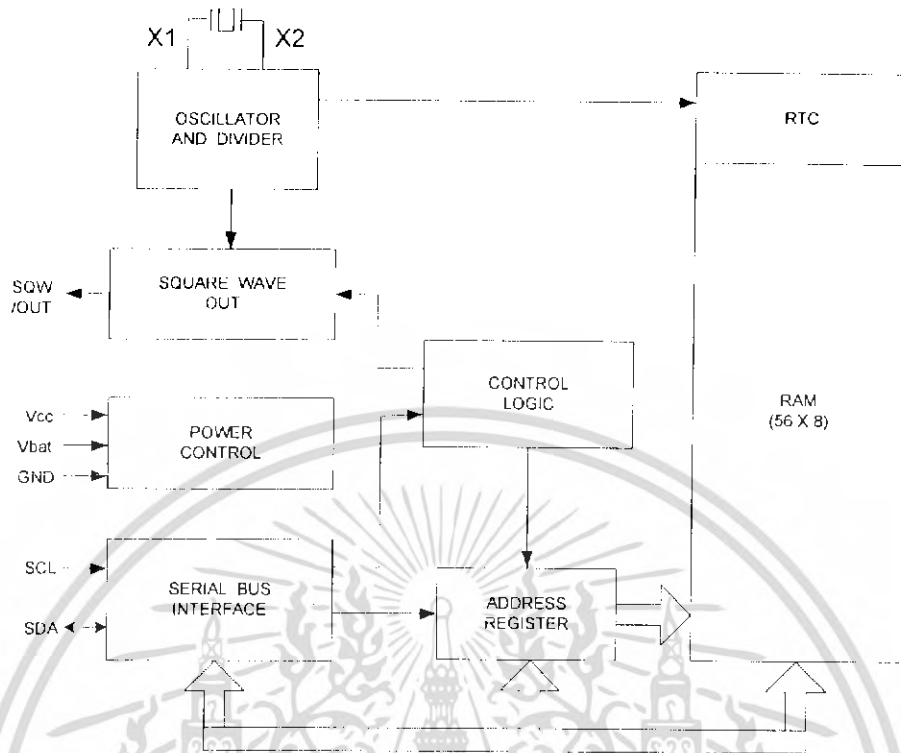 X1
X2
OSCILLATOR
AND DIVIDER
RTC
SQW
/OUT
SQUARE WAVE
OUT
CONTROL
LOGIC
RAM
(56 X 8)
Vcc
Vbat
GND
POWER
CONTROL
SCL
SDA
SERIAL BUS
INTERFACE
ADDRESS
REGISTER